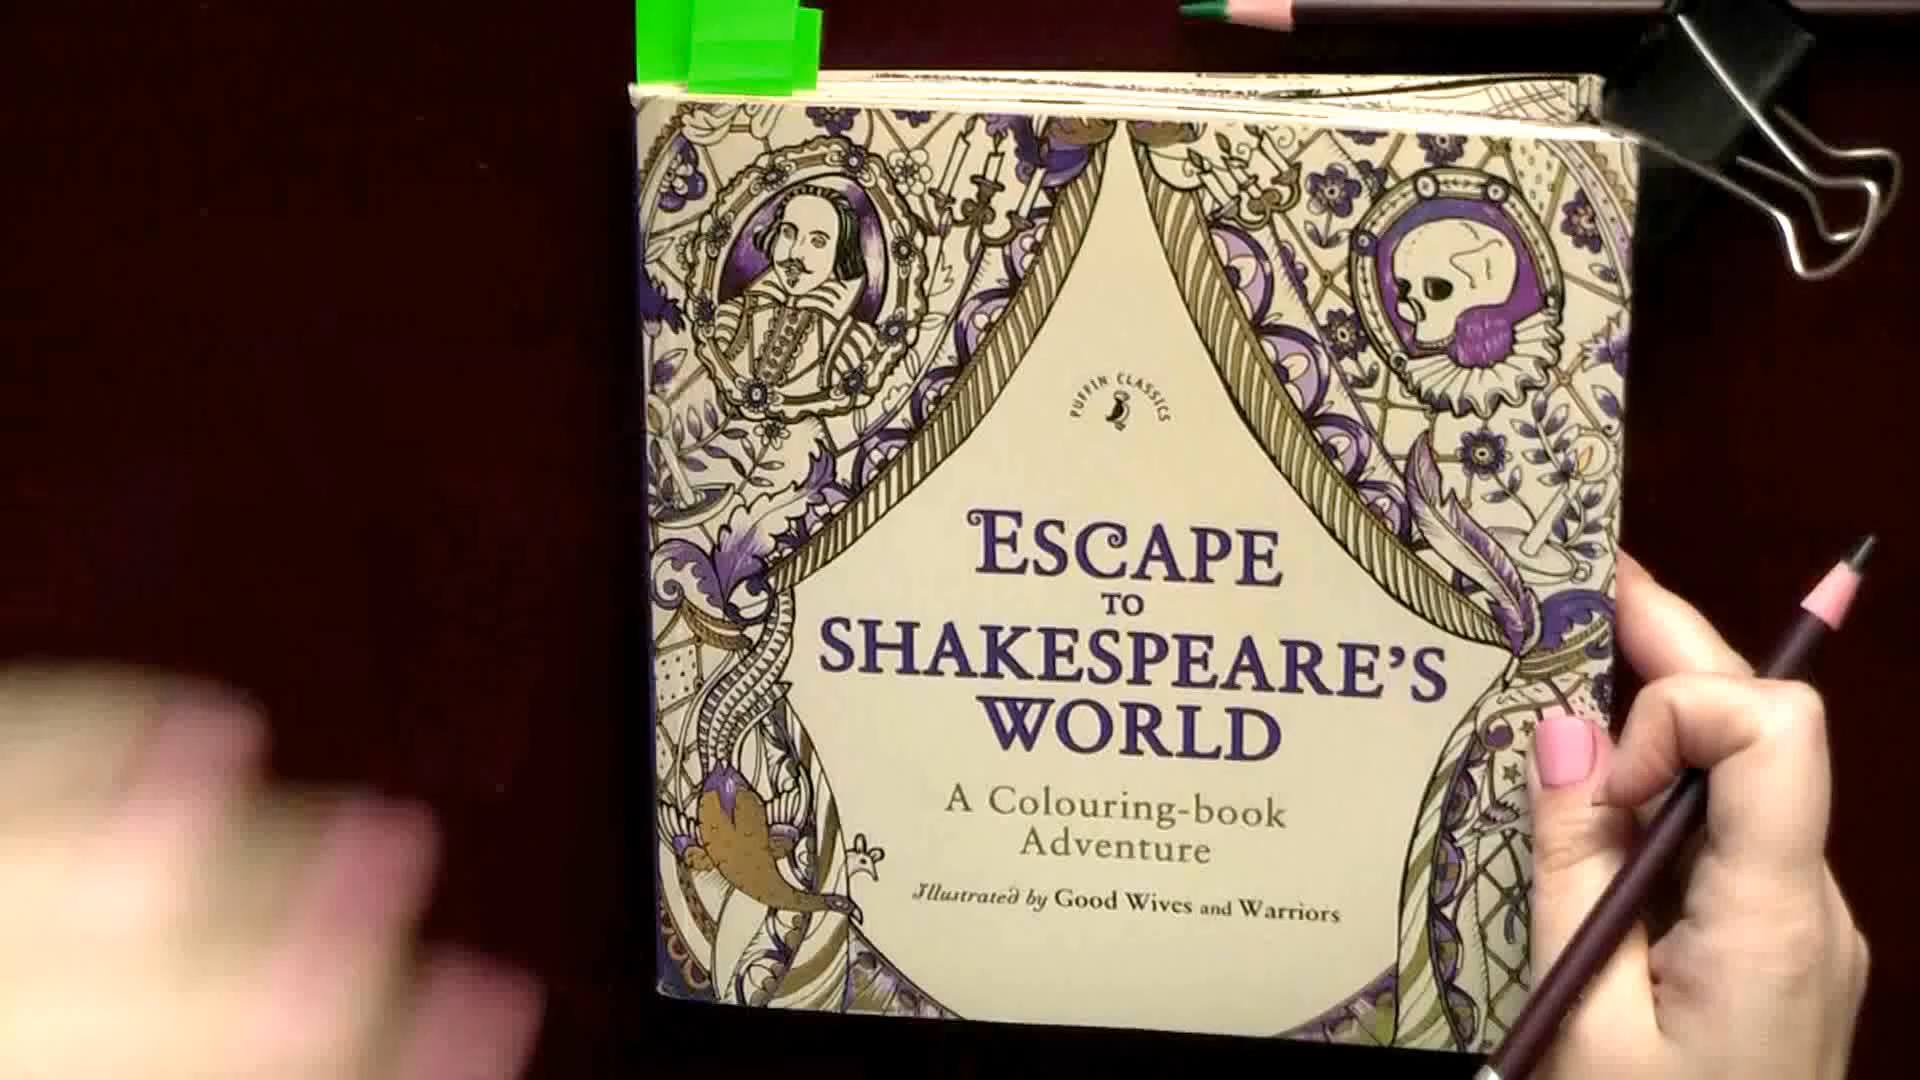 PUFFIN CLASSICS
ESCAPE
TO
SHAKESPEARE'S
WORLD
A Colouring-book
Adventure
Illustrated by Good Wives and Warriors